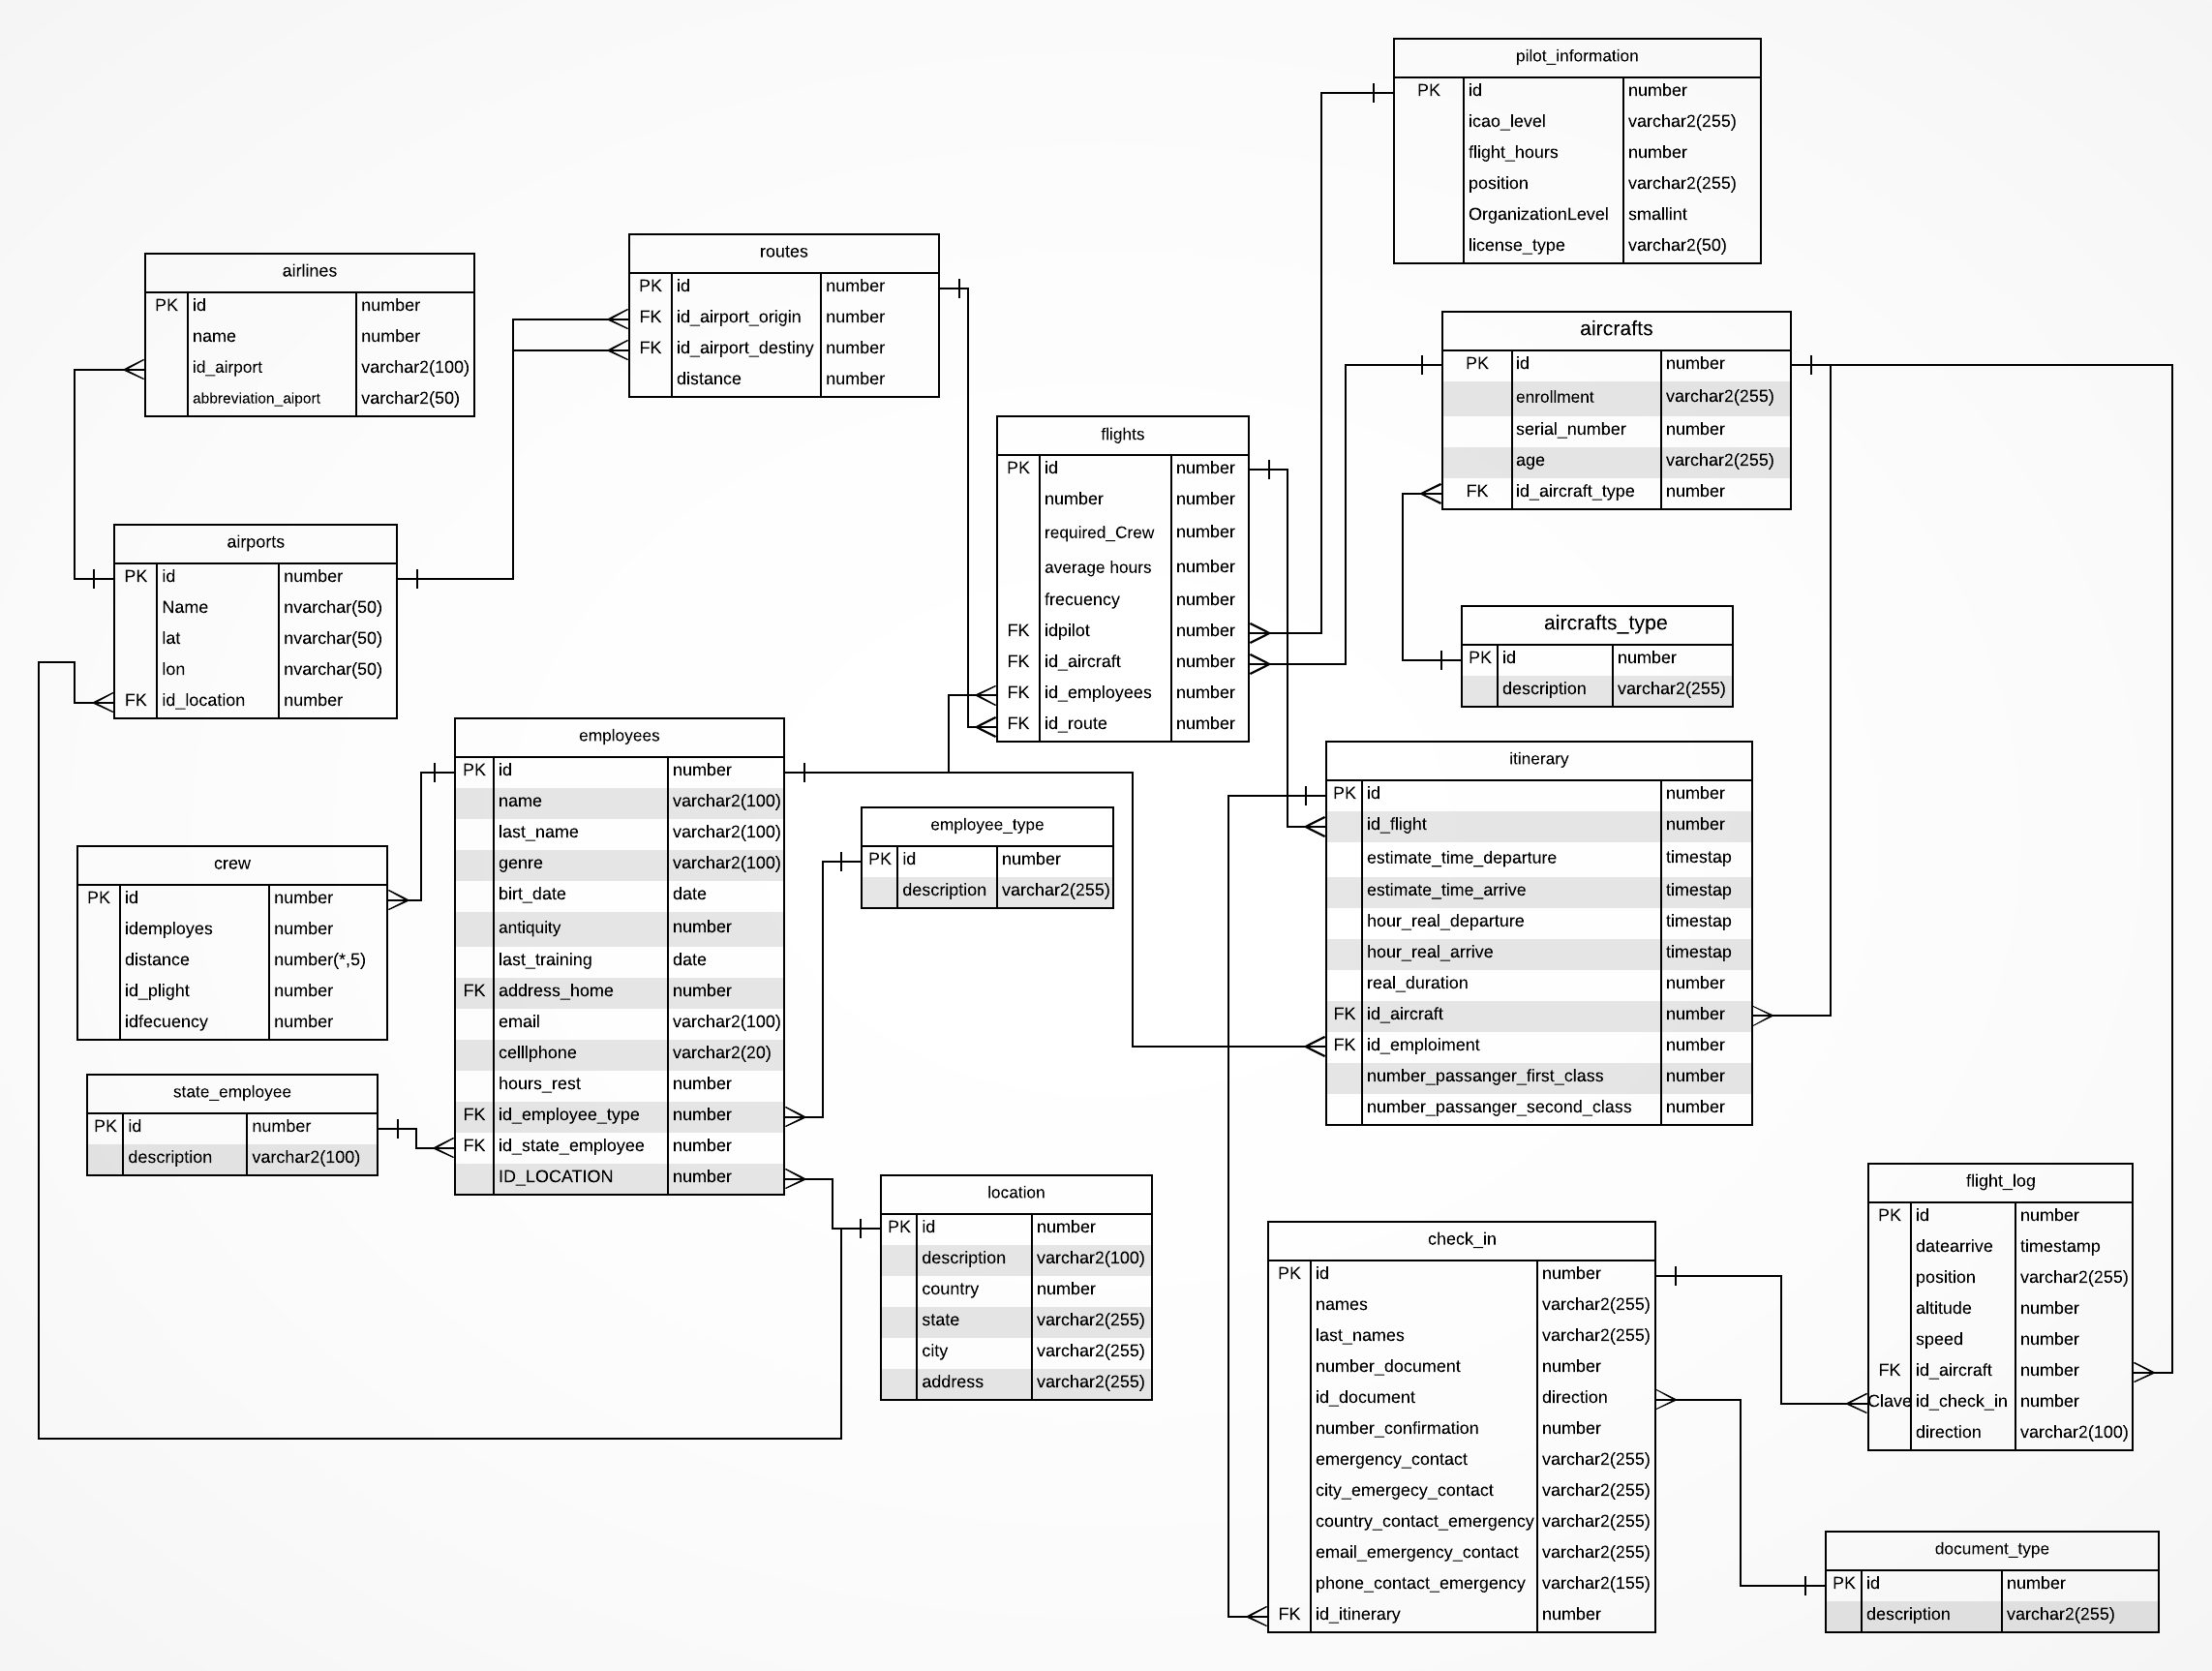 pilot_information
PK id number
icao_level varchar2(255)
flight_hours number
position varchar2(255)
OrganizationLevel smallint
license_type varchar2(50)
routes
PK id number
FK id_airport_origin number
FK id_airport_destiny number
distance number
airlines
PK id number
name number
id_airport varchar2(100)
abbreviation_aiport varchar2(50)
aircrafts
PK id number
enrollment varchar2(255)
serial_number number
age varchar2(255)
FK id_aircraft_type number
flights
PK id number
number number
required_Crew number
average hours number
frecuency number
FK idpilot number
FK id_aircraft number
FK id_employees number
FK id_route number
airports
PK id number
Name nvarchar(50)
lat nvarchar(50)
lon nvarchar(50)
FK id_location number
aircrafts_type
PK id number
description varchar2(255)
employees
PK id number
name varchar2(100)
last_name varchar2(100)
genre varchar2(100)
birt_date date
antiquity number
last_training date
FK address_home number
email varchar2(100)
celllphone varchar2(20)
hours_rest number
FK id_employee_type number
FK id_state_employee number
ID_LOCATION number
itinerary
PK id number
id_flight number
estimate_time_departure timestap
estimate_time_arrive timestap
hour_real_departure timestap
hour_real_arrive timestap
real_duration number
FK id_aircraft number
FK id_emploiment number
number_passanger_first_class number
number_passanger_second_class number
employee_type
PK id number
description varchar2(255)
crew
PK id number
idemployes number
distance number(*,5)
id_plight number
idfecuency number
state_employee
PK id number
description varchar2(100)
location
PK id number
description varchar2(100)
country number
state varchar2(255)
city varchar2(255)
address varchar2(255)
flight_log
PK id number
datearrive timestamp
position varchar2(255)
altitude number
speed number
FK id_aircraft number
Clave id_check_in number
direction varchar2(100)
check_in
PK id number
names varchar2(255)
last_names varchar2(255)
number_document number
id_document direction
number_confirmation number
emergency_contact varchar2(255)
city_emergecy_contact varchar2(255)
country_contact_emergency varchar2(255)
email_emergency_contact varchar2(255)
phone_contact_emergency varchar2(155)
FK id_itinerary number
document_type
PK id number
description varchar2(255)